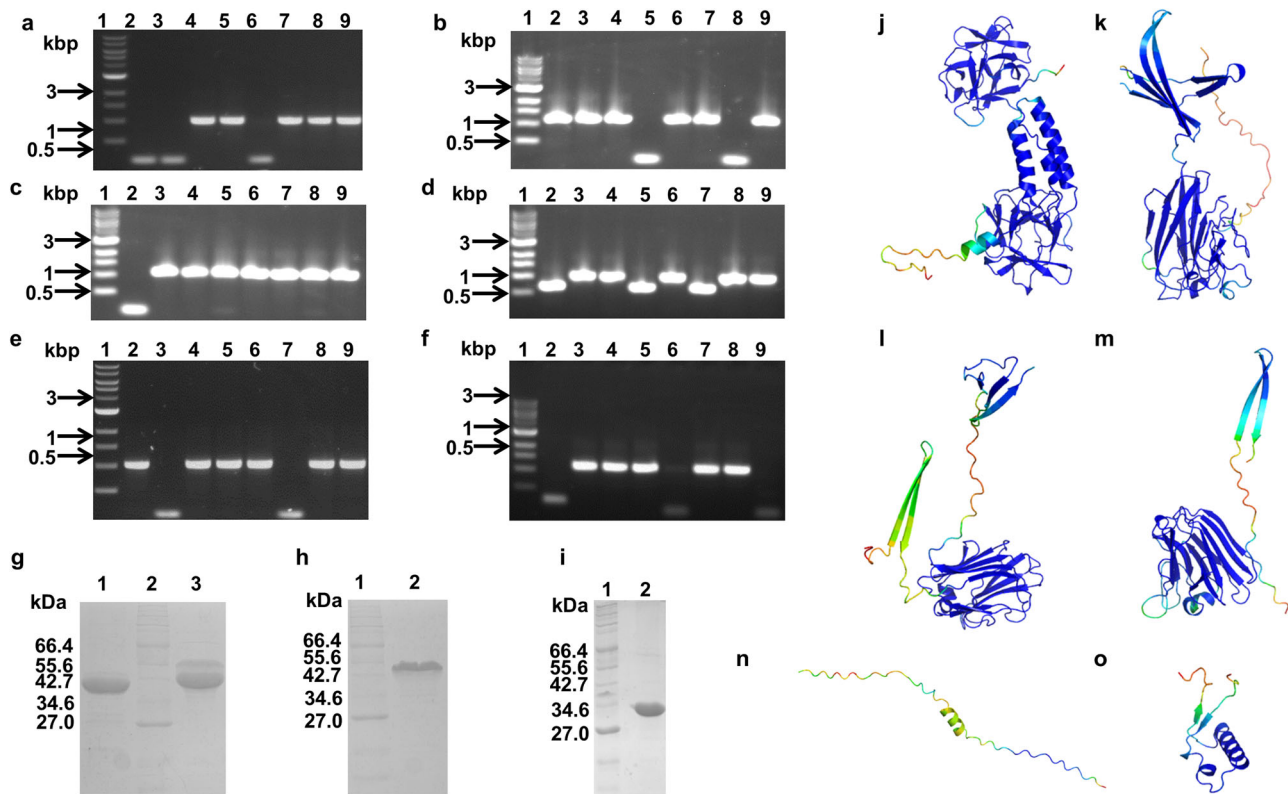 a 1 2 3 4 5 6 7 8 9
kbp
3
1
0.5
b 1 2 3 4 5 6 7 8 9
kbp
3
1
0.5
c 1 2 3 4 5 6 7 8 9
kbp
3
1
0.5
d 1 2 3 4 5 6 7 8 9
kbp
3
1
0.5
e 1 2 3 4 5 6 7 8 9
kbp
3
1
0.5
f 1 2 3 4 5 6 7 8 9
kbp
3
1
0.5
g 1 2 3
kDa
66.4
55.6
42.7
34.6
27.0
h 1 2
kDa
66.4
55.6
42.7
34.6
27.0
i 1 2
kDa
66.4
55.6
42.7
34.6
27.0
j
k
l
m
n
o